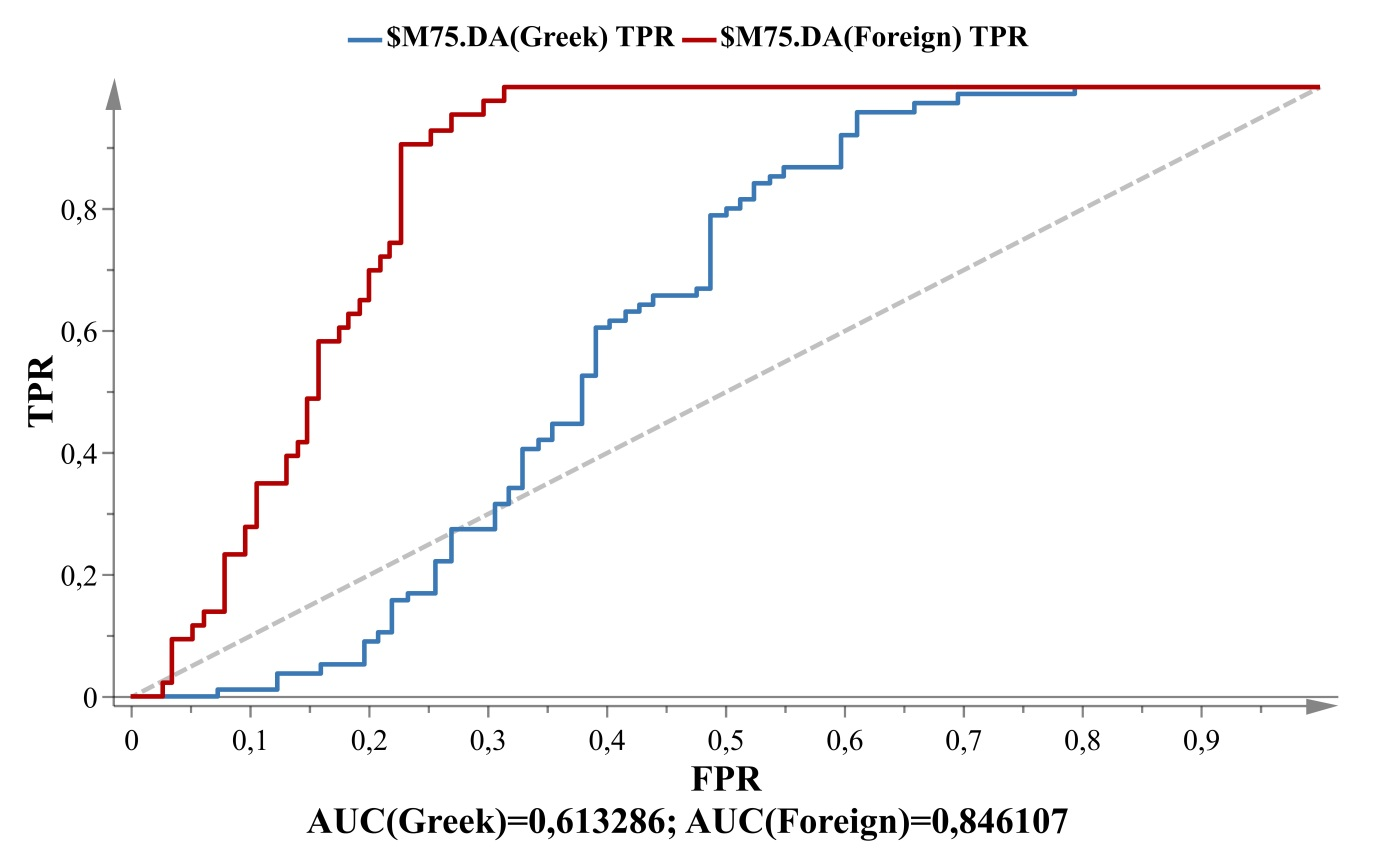 $M75.DA(Greek) TPR $M75.DA(Foreign) TPR
0,8
0,6
TPR
0,4
0,2
0
0 0,1 0,2 0,3 0,4 0,5 0,6 0,7 0,8 0,9
FPR
AUC(Greek)=0,613286; AUC(Foreign)=0,846107